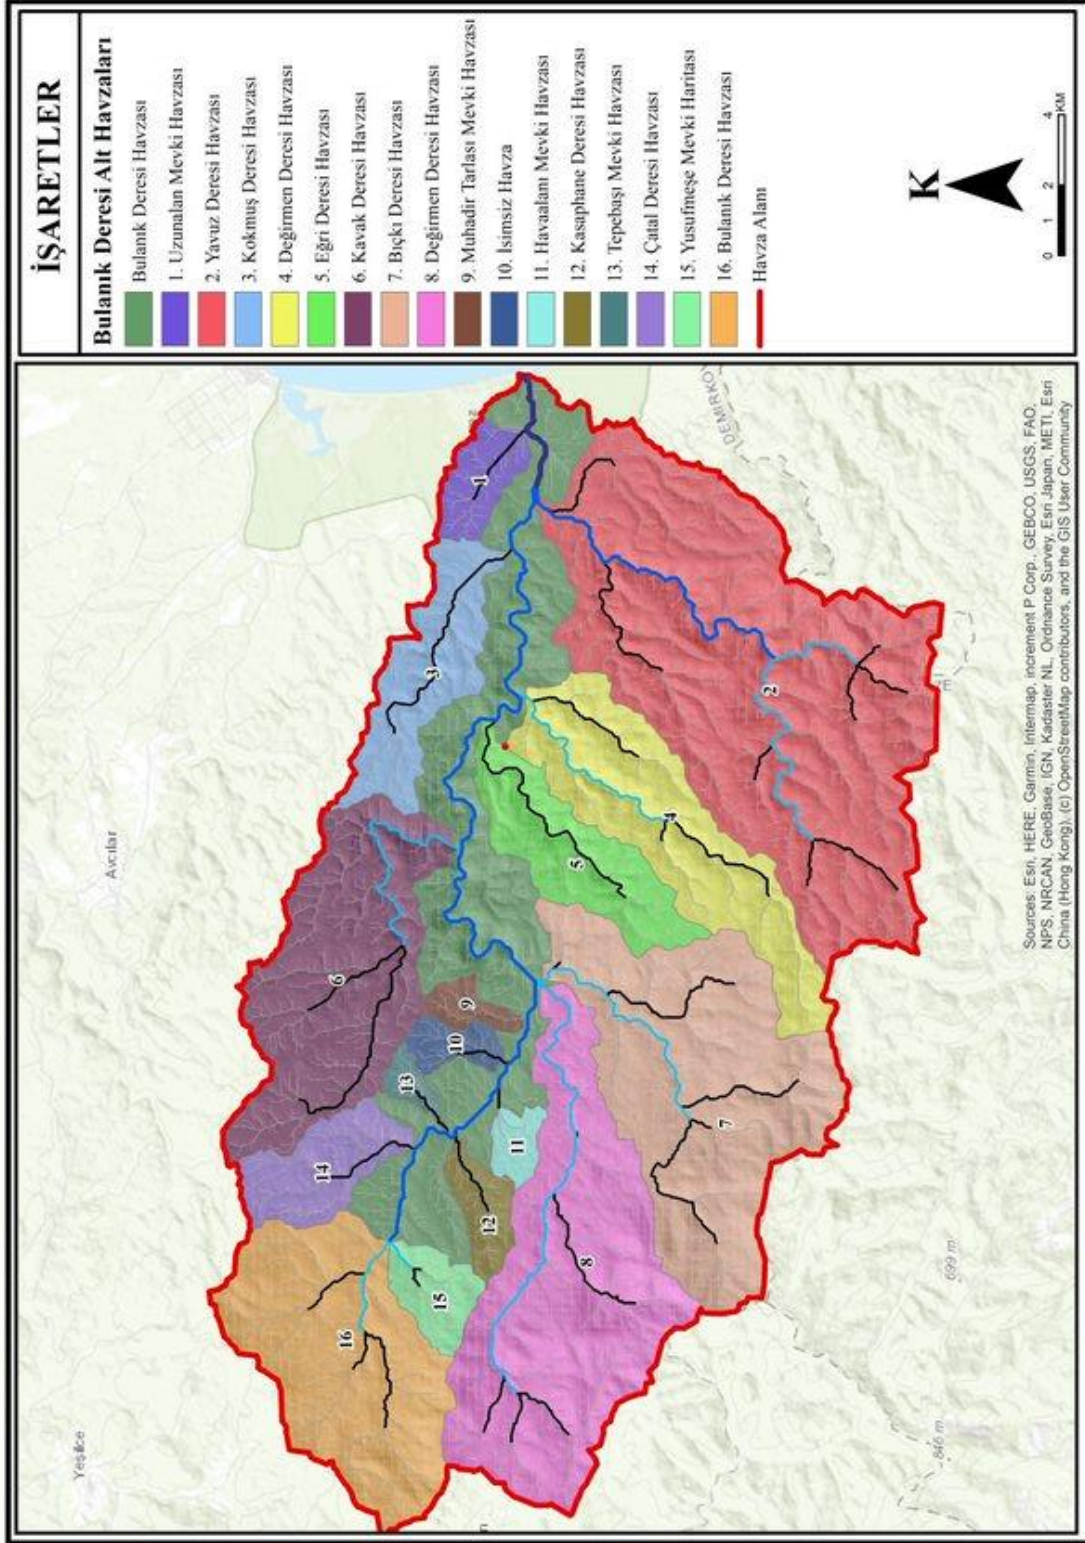 İŞARETLER
Bulanık Deresi Alt Havzaları
Bulanık Deresi Havzası
1. Uzunalan Mevki Havzası
2. Yavuz Deresi Havzası
3. Kokmuş Deresi Havzası
4. Değirmen Deresi Havzası
5. Eğri Deresi Havzası
6. Kavak Deresi Havzası
7. Bıçkı Deresi Havzası
8. Değirmen Deresi Havzası
9. Muhadir Tarlası Mevki Havzası
10. İsimsiz Havza
11. Havaalanı Mevki Havzası
12. Kasaphane Deresi Havzası
13. Tepebaşı Mevki Havzası
14. Çatal Deresi Havzası
15. Yusufmeşe Mevki Haritası
16. Bulanık Deresi Havzası
Havza Alanı
K
0 1 2 4
KM
Yeşilce
Avcılar
DEMIRKÖY
699 m
846 m
1
2
3
4
5
6
7
8
9
10
11
12
13
14
15
16
Sources: Esri, HERE, Garmin, Intermap, increment P Corp., GEBCO, USGS, FAO,
NPS, NRCAN, GeoBase, IGN, Kadaster NL, Ordnance Survey, Esri Japan, METI, Esri
China (Hong Kong), (c) OpenStreetMap contributors, and the GIS User Community